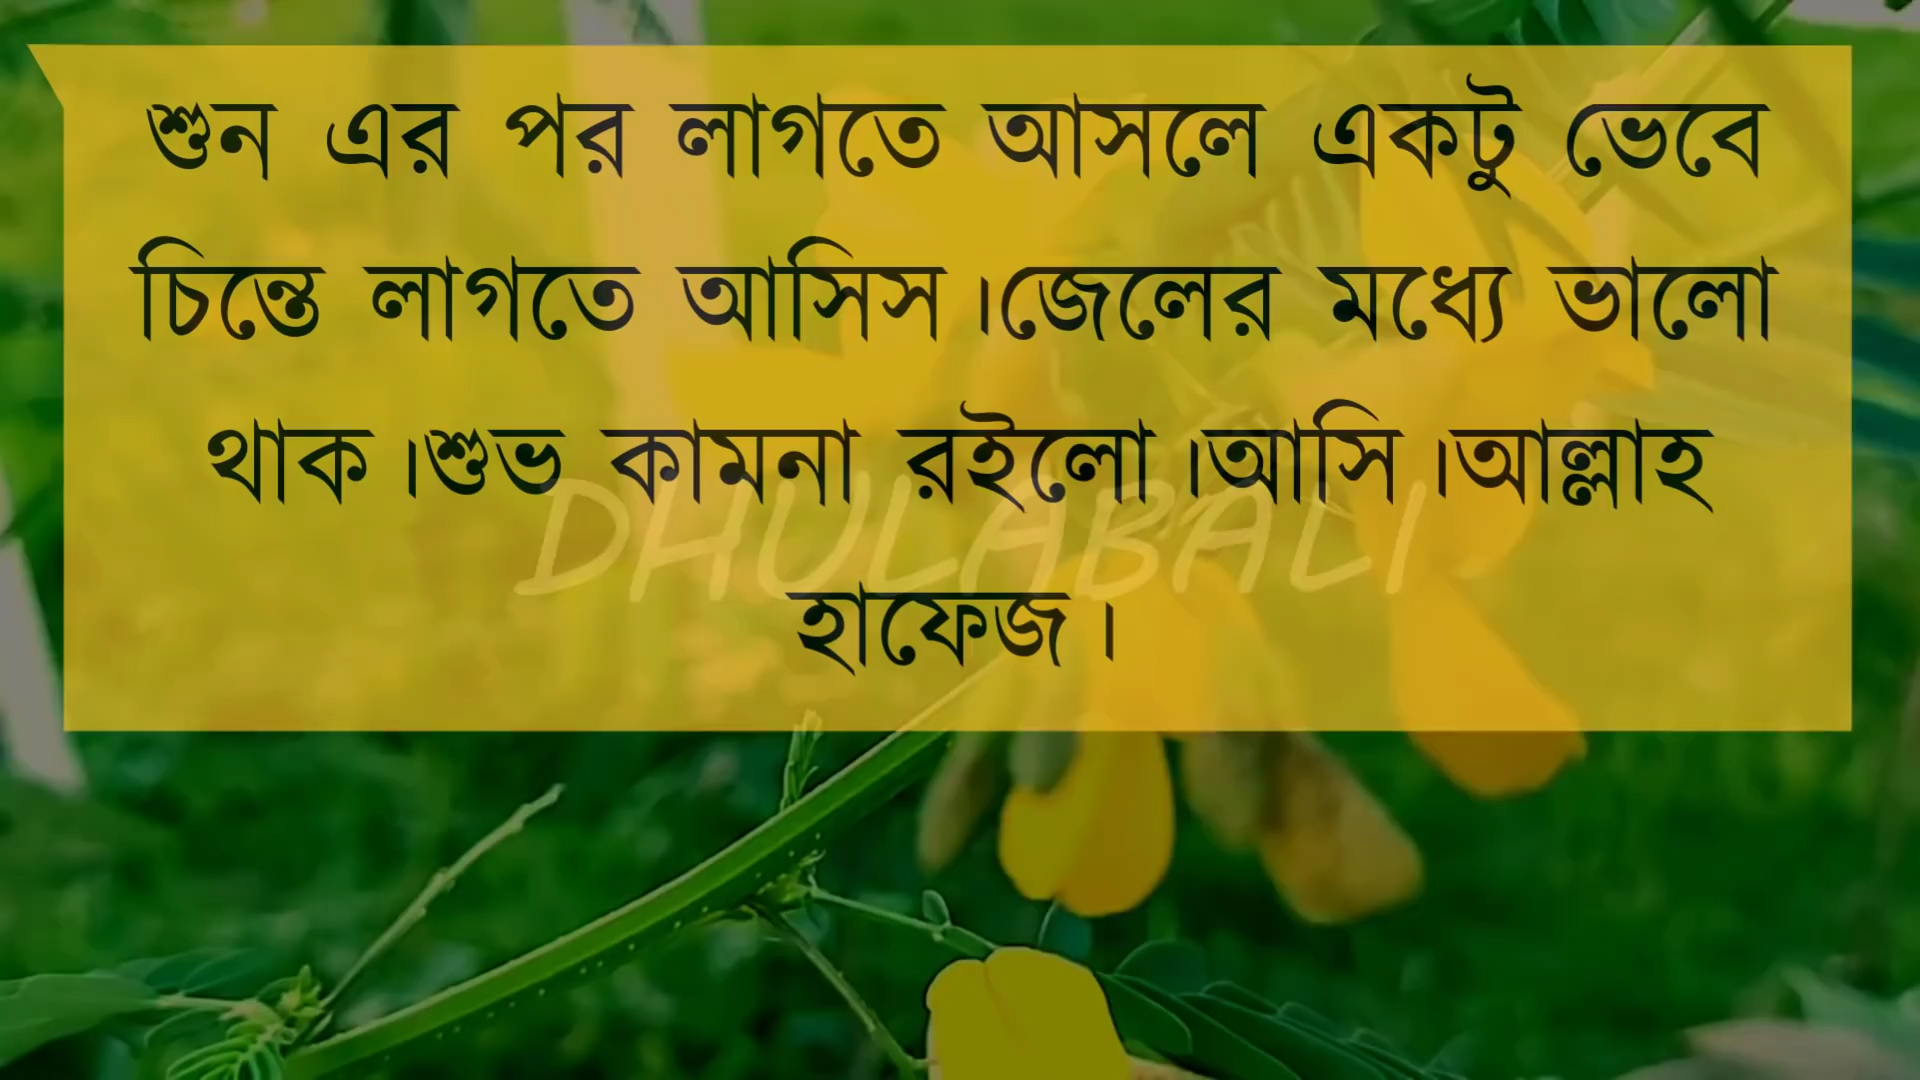 শুন এর পর লাগতে আসলে একটু ভেবে
চিন্তে লাগতে আসিস।জেলের মধ্যে ভালো
থাক।শুভ কামনা রইলো।আসি।আল্লাহ
DHULABALI
হাফেজ।